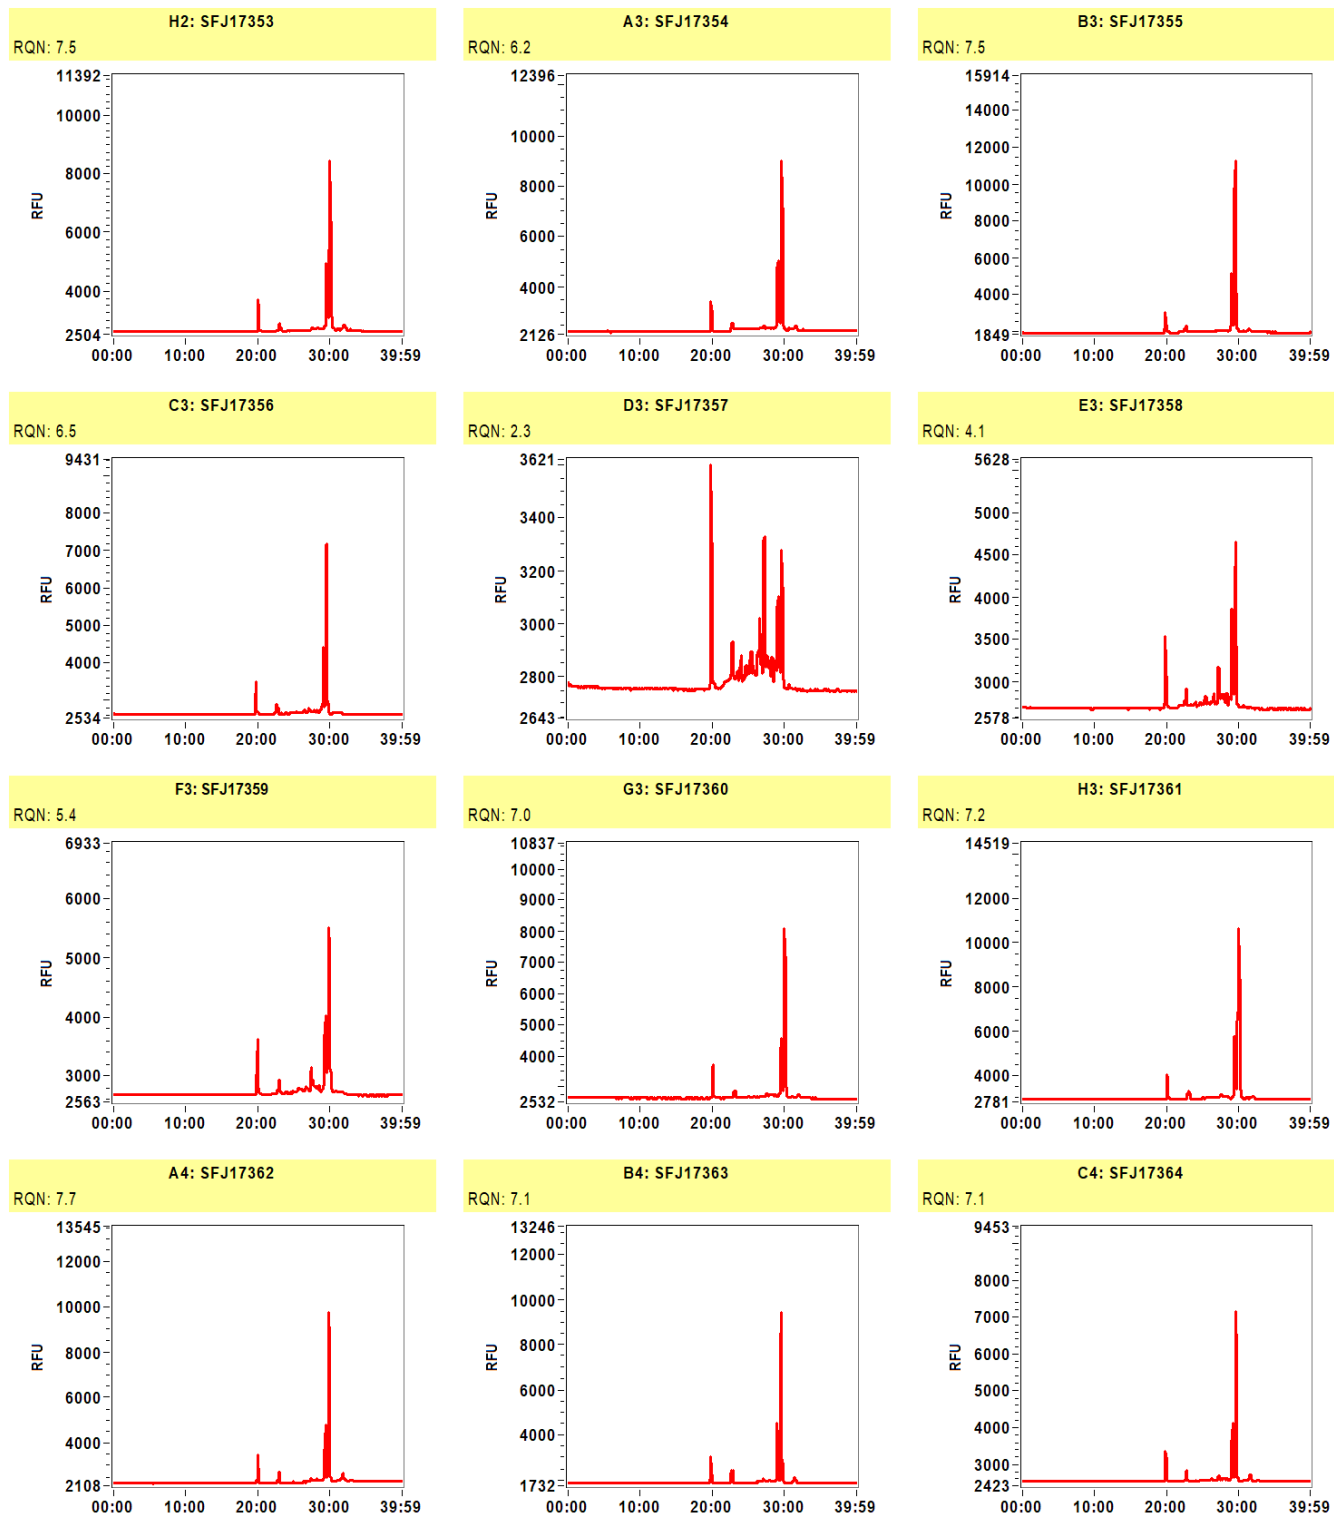 H2: SFJ17353
RQN: 7.5
11392
10000
8000
6000
4000
2504
RFU
00:00 10:00 20:00 30:00 39:59
A3: SFJ17354
RQN: 6.2
12396
10000
8000
6000
4000
2126
RFU
00:00 10:00 20:00 30:00 39:59
B3: SFJ17355
RQN: 7.5
15914
14000
12000
10000
8000
6000
4000
1849
RFU
00:00 10:00 20:00 30:00 39:59
C3: SFJ17356
RQN: 6.5
9431
8000
7000
6000
5000
4000
2534
RFU
00:00 10:00 20:00 30:00 39:59
D3: SFJ17357
RQN: 2.3
3621
3400
3200
3000
2800
2643
RFU
00:00 10:00 20:00 30:00 39:59
E3: SFJ17358
RQN: 4.1
5628
5000
4500
4000
3500
3000
2578
RFU
00:00 10:00 20:00 30:00 39:59
F3: SFJ17359
RQN: 5.4
6933
6000
5000
4000
3000
2563
RFU
00:00 10:00 20:00 30:00 39:59
G3: SFJ17360
RQN: 7.0
10837
10000
9000
8000
7000
6000
5000
4000
2532
RFU
00:00 10:00 20:00 30:00 39:59
H3: SFJ17361
RQN: 7.2
14519
12000
10000
8000
6000
4000
2781
RFU
00:00 10:00 20:00 30:00 39:59
A4: SFJ17362
RQN: 7.7
13545
12000
10000
8000
6000
4000
2108
RFU
00:00 10:00 20:00 30:00 39:59
B4: SFJ17363
RQN: 7.1
13246
12000
10000
8000
6000
4000
1732
RFU
00:00 10:00 20:00 30:00 39:59
C4: SFJ17364
RQN: 7.1
9453
8000
7000
6000
5000
4000
3000
2423
RFU
00:00 10:00 20:00 30:00 39:59